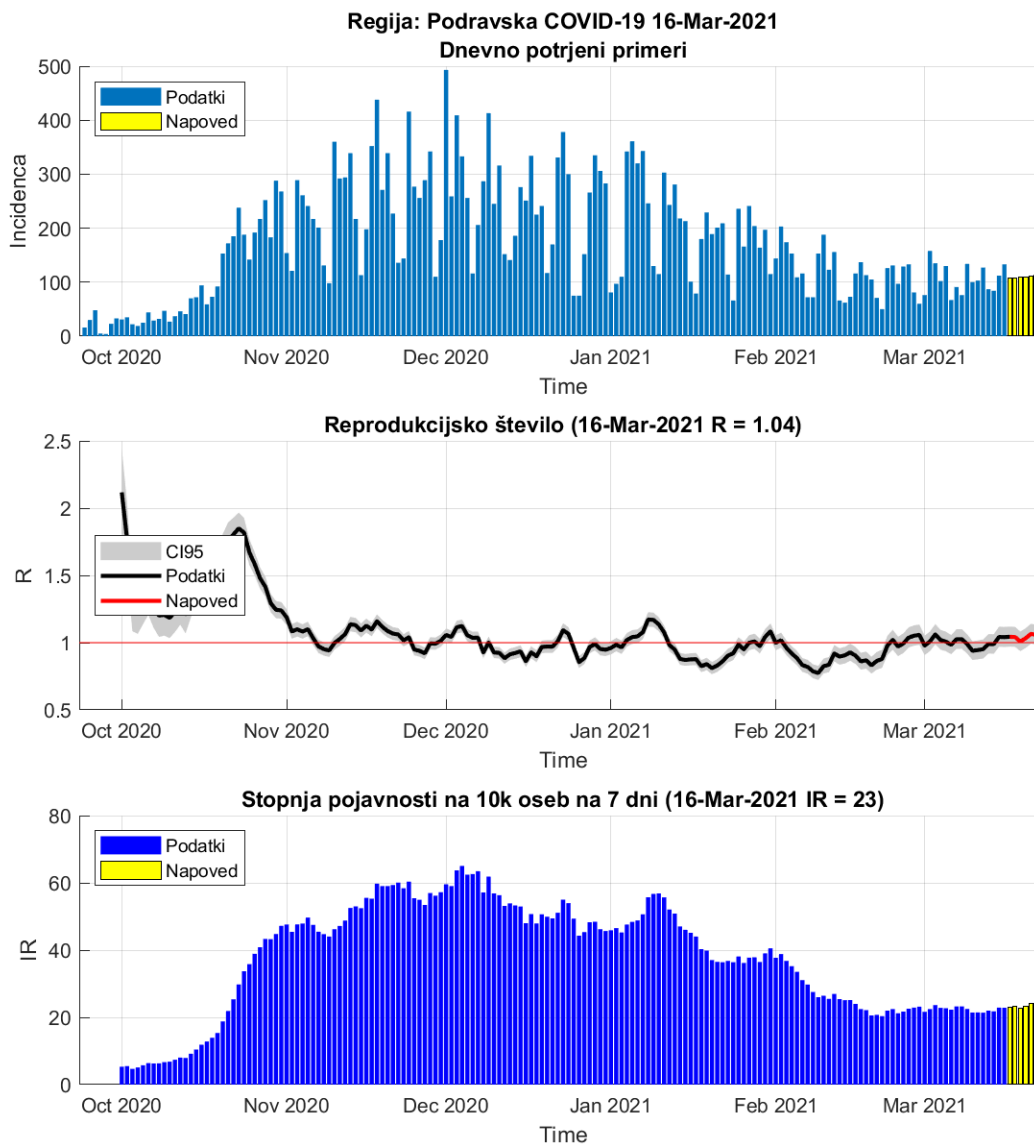 Regija: Podravska COVID-19 16-Mar-2021
Dnevno potrjeni primeri
500
400
300
200
100
0
Incidenca
Podatki
Napoved
Oct 2020 Nov 2020 Dec 2020 Jan 2021 Feb 2021 Mar 2021
Time
Reprodukcijsko število (16-Mar-2021 R = 1.04)
2.5
2
1.5
1
0.5
R
CI95
Podatki
Napoved
Oct 2020 Nov 2020 Dec 2020 Jan 2021 Feb 2021 Mar 2021
Time
Stopnja pojavnosti na 10k oseb na 7 dni (16-Mar-2021 IR = 23)
80
60
40
20
0
IR
Podatki
Napoved
Oct 2020 Nov 2020 Dec 2020 Jan 2021 Feb 2021 Mar 2021
Time